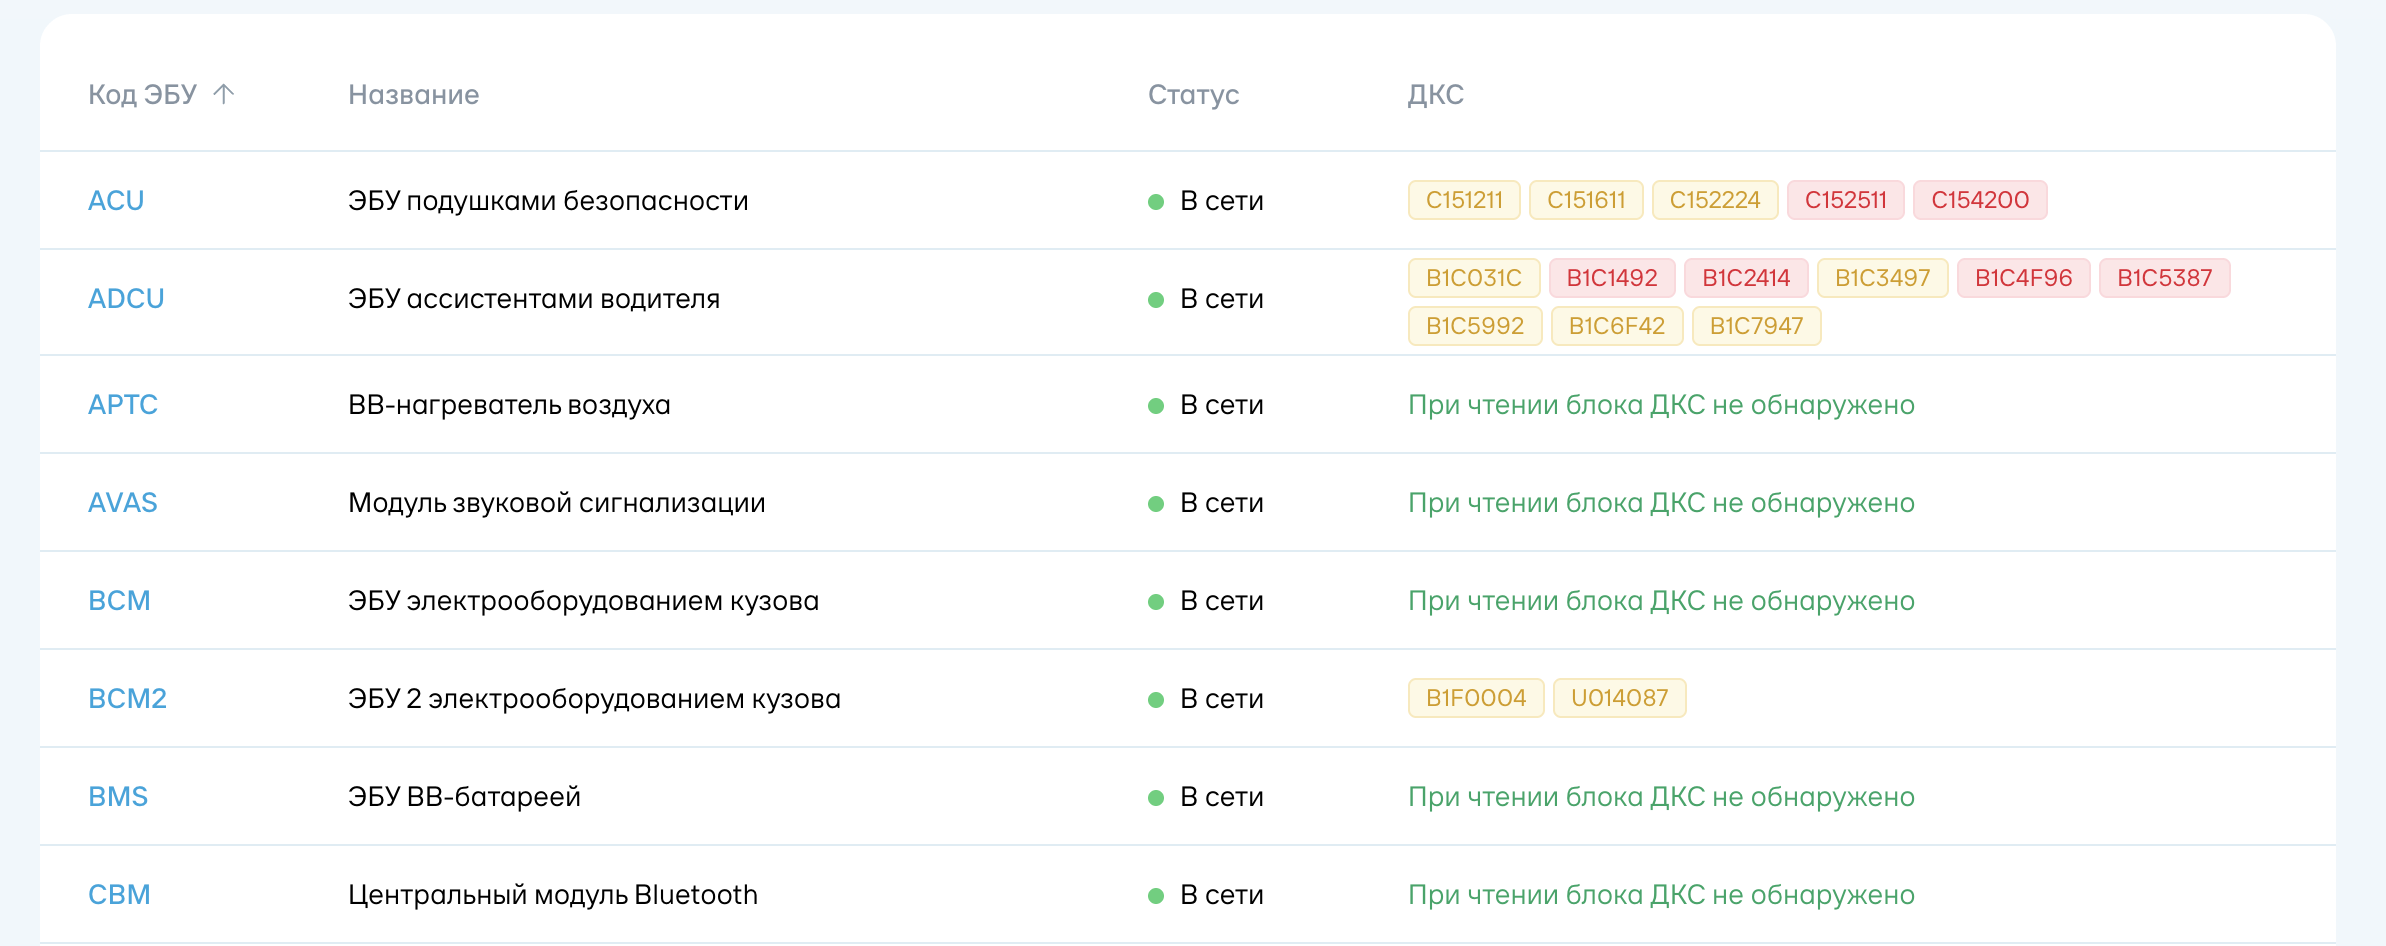 Код ЭБУ ↑ Название Статус ДКС
ACU ЭБУ подушками безопасности В сети C151211 C151611 C152224 C152511 C154200
ADCU ЭБУ ассистентами водителя В сети B1C031C B1C1492 B1C2414 B1C3497 B1C4F96 B1C5387
B1C5992 B1C6F42 B1C7947
APTC ВВ-нагреватель воздуха В сети При чтении блока ДКС не обнаружено
AVAS Модуль звуковой сигнализации В сети При чтении блока ДКС не обнаружено
BCM ЭБУ электрооборудованием кузова В сети При чтении блока ДКС не обнаружено
BCM2 ЭБУ 2 электрооборудованием кузова В сети B1F0004 U014087
BMS ЭБУ ВВ-батареей В сети При чтении блока ДКС не обнаружено
CBM Центральный модуль Bluetooth В сети При чтении блока ДКС не обнаружено